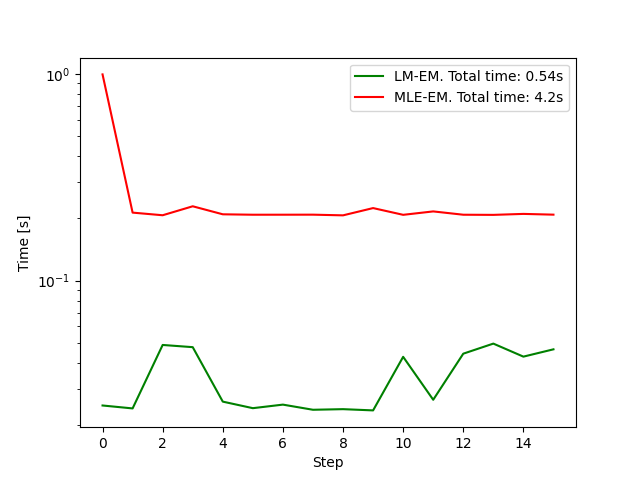 LM-EM. Total time: 0.54s
MLE-EM. Total time: 4.2s
10⁰
10⁻¹
Time [s]
0 2 4 6 8 10 12 14
Step